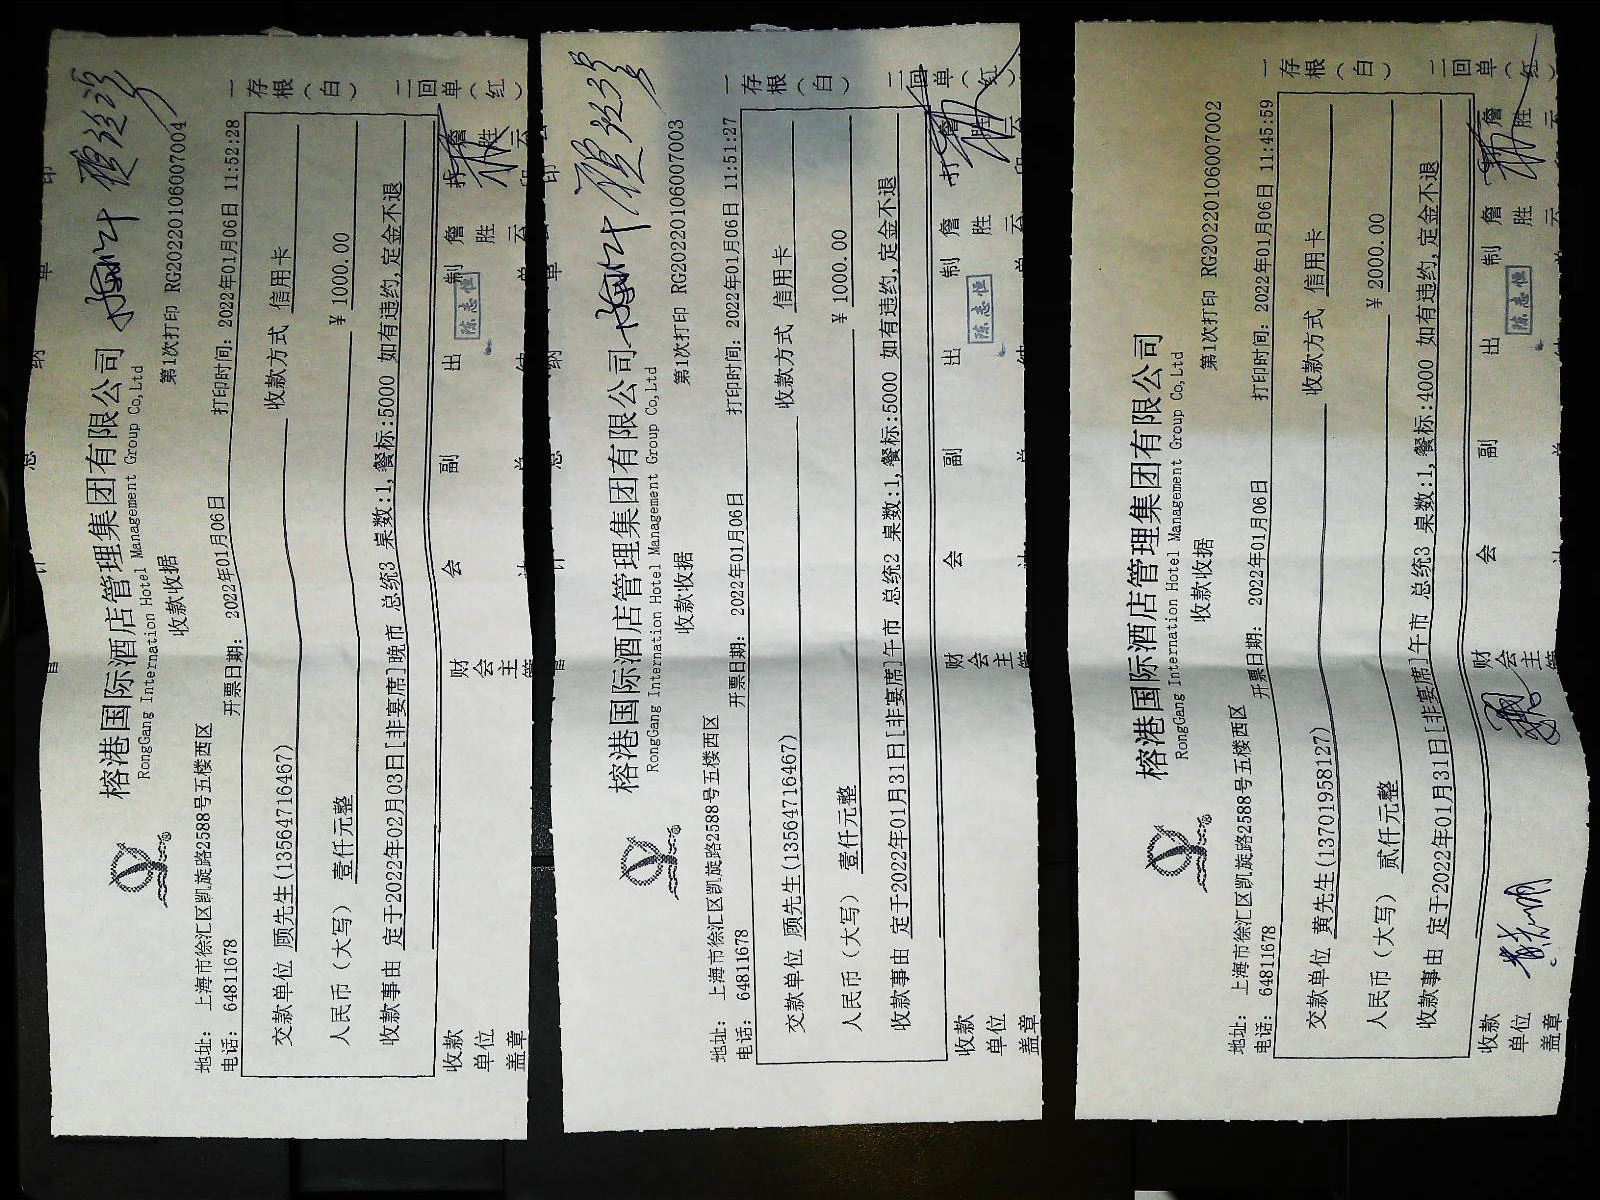 榕港国际酒店管理集团有限公司
RongGang International Hotel Management Group Co,Ltd
收款收据
第1次打印 RG20220106007004
地址: 上海市徐汇区凯旋路2588号五楼西区
电话: 64811678
开票日期: 2022年01月06日
打印时间: 2022年01月06日 11:52:28
交款单位 顾先生(13564716467) 收款方式 信用卡
人民币(大写) 壹仟元整 ¥ 1000.00
收款事由 定于2022年02月03日[非宴席]晚市 总统3 桌数:1,餐标:5000 如有违约,定金不退
一存根(白) 二回单(红)
收款单位盖章 财会主管 会 副 出 制 詹胜云
陈志恒
榕港国际酒店管理集团有限公司
RongGang International Hotel Management Group Co,Ltd
收款收据
第1次打印 RG20220106007003
地址: 上海市徐汇区凯旋路2588号五楼西区
电话: 64811678
开票日期: 2022年01月06日
打印时间: 2022年01月06日 11:51:27
交款单位 顾先生(13564716467) 收款方式 信用卡
人民币(大写) 壹仟元整 ¥ 1000.00
收款事由 定于2022年01月31日[非宴席]午市 总统2 桌数:1,餐标:5000 如有违约,定金不退
一存根(白) 二回单(红)
收款单位盖章 财会主管 会 副 出 制 詹胜云
陈志恒
榕港国际酒店管理集团有限公司
RongGang International Hotel Management Group Co,Ltd
收款收据
第1次打印 RG20220106007002
地址: 上海市徐汇区凯旋路2588号五楼西区
电话: 64811678
开票日期: 2022年01月06日
打印时间: 2022年01月06日 11:45:59
交款单位 黄先生(13701958127) 收款方式 信用卡
人民币(大写) 贰仟元整 ¥ 2000.00
收款事由 定于2022年01月31日[非宴席]午市 总统3 桌数:1,餐标:4000 如有违约,定金不退
一存根(白) 二回单(红)
收款单位盖章 财会主管 会 副 出 制 詹胜云
陈志恒